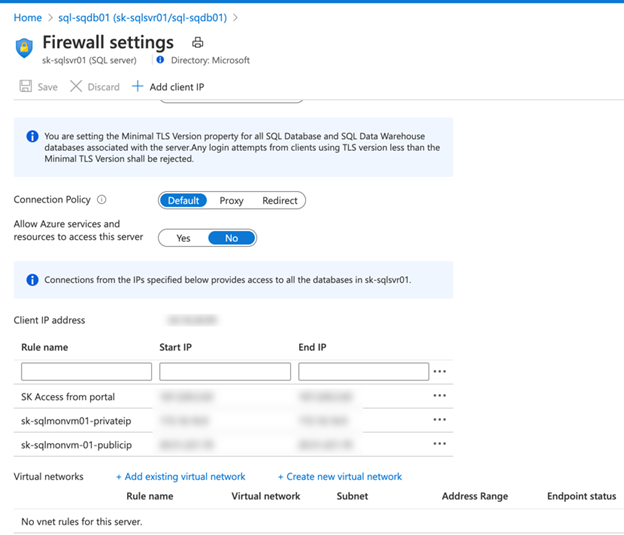 Home > sql-sqdb01 (sk-sqlsvr01/sql-sqdb01) >
Firewall settings
sk-sqlsvr01 (SQL server) Directory: Microsoft
Save Discard + Add client IP
You are setting the Minimal TLS Version property for all SQL Database and SQL Data Warehouse
databases associated with the server.Any login attempts from clients using TLS version less than the
Minimal TLS Version shall be rejected.
Connection Policy Default Proxy Redirect
Allow Azure services and
resources to access this server Yes No
Connections from the IPs specified below provides access to all the databases in sk-sqlsvr01.
Client IP address
Rule name Start IP End IP
SK Access from portal
sk-sqlmonvm01-privateip
sk-sqlmonvm-01-publicip
Virtual networks + Add existing virtual network + Create new virtual network
Rule name Virtual network Subnet Address Range Endpoint status
No vnet rules for this server.